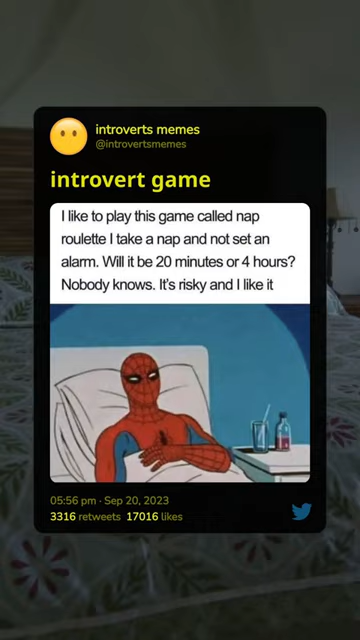 introverts memes
@introvertsmemes
introvert game
I like to play this game called nap
roulette I take a nap and not set an
alarm. Will it be 20 minutes or 4 hours?
Nobody knows. It's risky and I like it
05:56 pm · Sep 20, 2023
3316 retweets 17016 likes